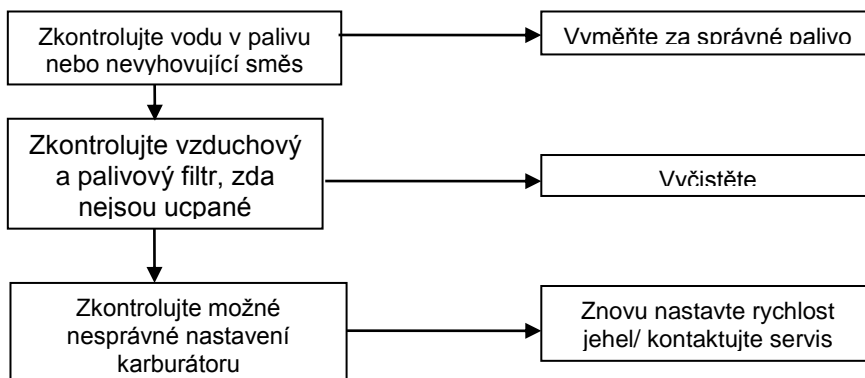 Zkontrolujte vodu v palivu
nebo nevyhovující směs
Vyměňte za správné palivo
Zkontrolujte vzduchový
a palivový filtr, zda
nejsou ucpané
Vyčistěte
Zkontrolujte možné
nesprávné nastavení
karburátoru
Znovu nastavte rychlost
jehel/ kontaktujte servis